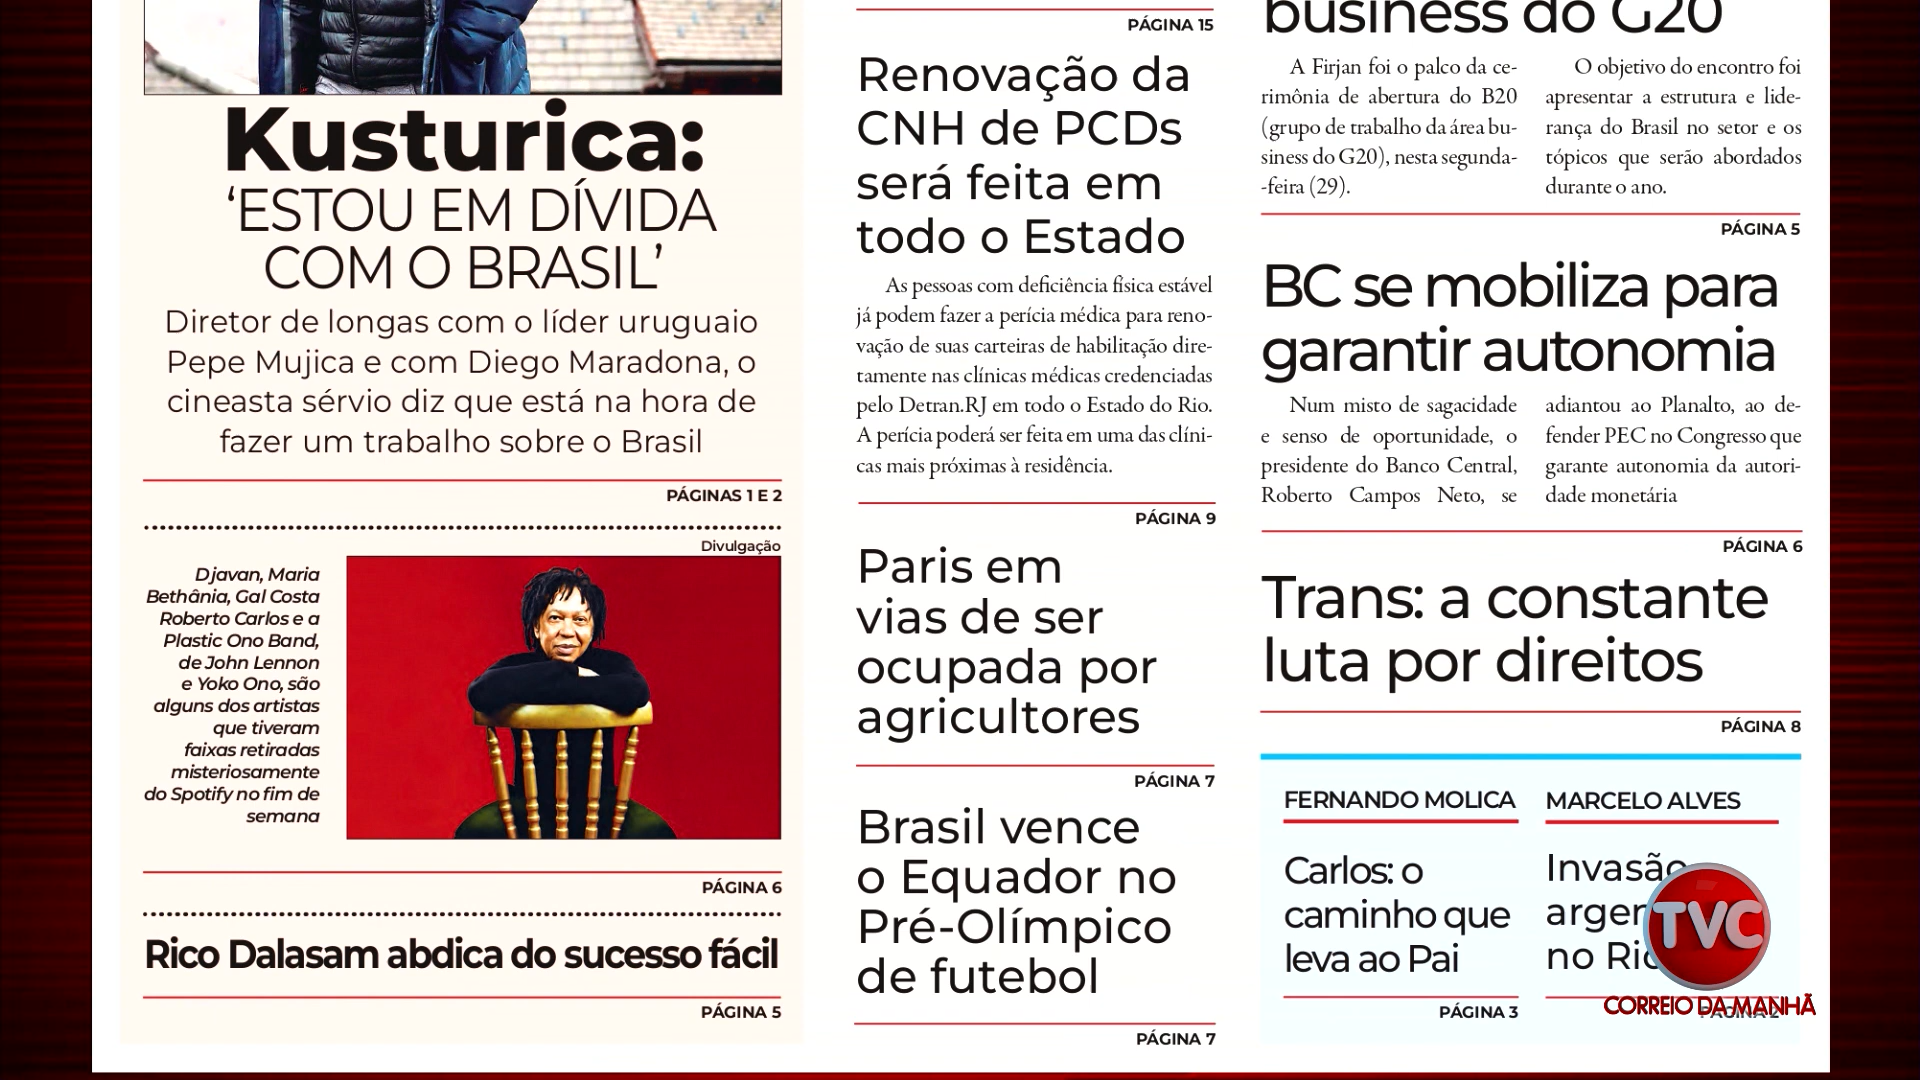 Kusturica:
‘ESTOU EM DÍVIDA
COM O BRASIL’
Diretor de longas com o líder uruguaio
Pepe Mujica e com Diego Maradona, o
cineasta sérvio diz que está na hora de
fazer um trabalho sobre o Brasil
PÁGINAS 1 E 2
Divulgação
Djavan, Maria
Bethânia, Gal Costa
Roberto Carlos e a
Plastic Ono Band,
de John Lennon
e Yoko Ono, são
alguns dos artistas
que tiveram
faixas retiradas
misteriosamente
do Spotify no fim de
semana
PÁGINA 6
Rico Dalasam abdica do sucesso fácil
PÁGINA 5
PÁGINA 15
Renovação da
CNH de PCDs
será feita em
todo o Estado
As pessoas com deficiência física estável
já podem fazer a perícia médica para reno-
vação de suas carteiras de habilitação dire-
tamente nas clínicas médicas credenciadas
pelo Detran.RJ em todo o Estado do Rio.
A perícia poderá ser feita em uma das clíni-
cas mais próximas à residência.
PÁGINA 9
Paris em
vias de ser
ocupada por
agricultores
PÁGINA 7
Brasil vence
o Equador no
Pré-Olímpico
de futebol
PÁGINA 7
business do G20
A Firjan foi o palco da ce-
rimônia de abertura do B20
(grupo de trabalho da área bu-
siness do G20), nesta segunda-
-feira (29).
O objetivo do encontro foi
apresentar a estrutura e lide-
rança do Brasil no setor e os
tópicos que serão abordados
durante o ano.
PÁGINA 5
BC se mobiliza para
garantir autonomia
Num misto de sagacidade
e senso de oportunidade, o
presidente do Banco Central,
Roberto Campos Neto, se
adiantou ao Planalto, ao de-
fender PEC no Congresso que
garante autonomia da autori-
dade monetária
PÁGINA 6
Trans: a constante
luta por direitos
PÁGINA 8
FERNANDO MOLICA
Carlos: o
caminho que
leva ao Pai
PÁGINA 3
MARCELO ALVES
Invasão
no
TVC
CORREIO DA MANHÃ